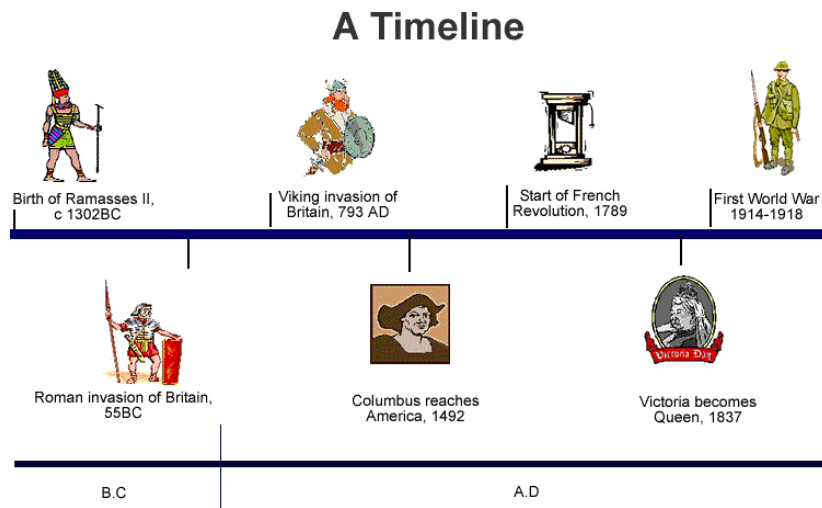 A Timeline
Birth of Ramasses II,
c 1302BC
Viking invasion of
Britain, 793 AD
Start of French
Revolution, 1789
First World War
1914-1918
Roman invasion of Britain,
55BC
Columbus reaches
America, 1492
Victoria Day
Victoria becomes
Queen, 1837
B.C
A.D